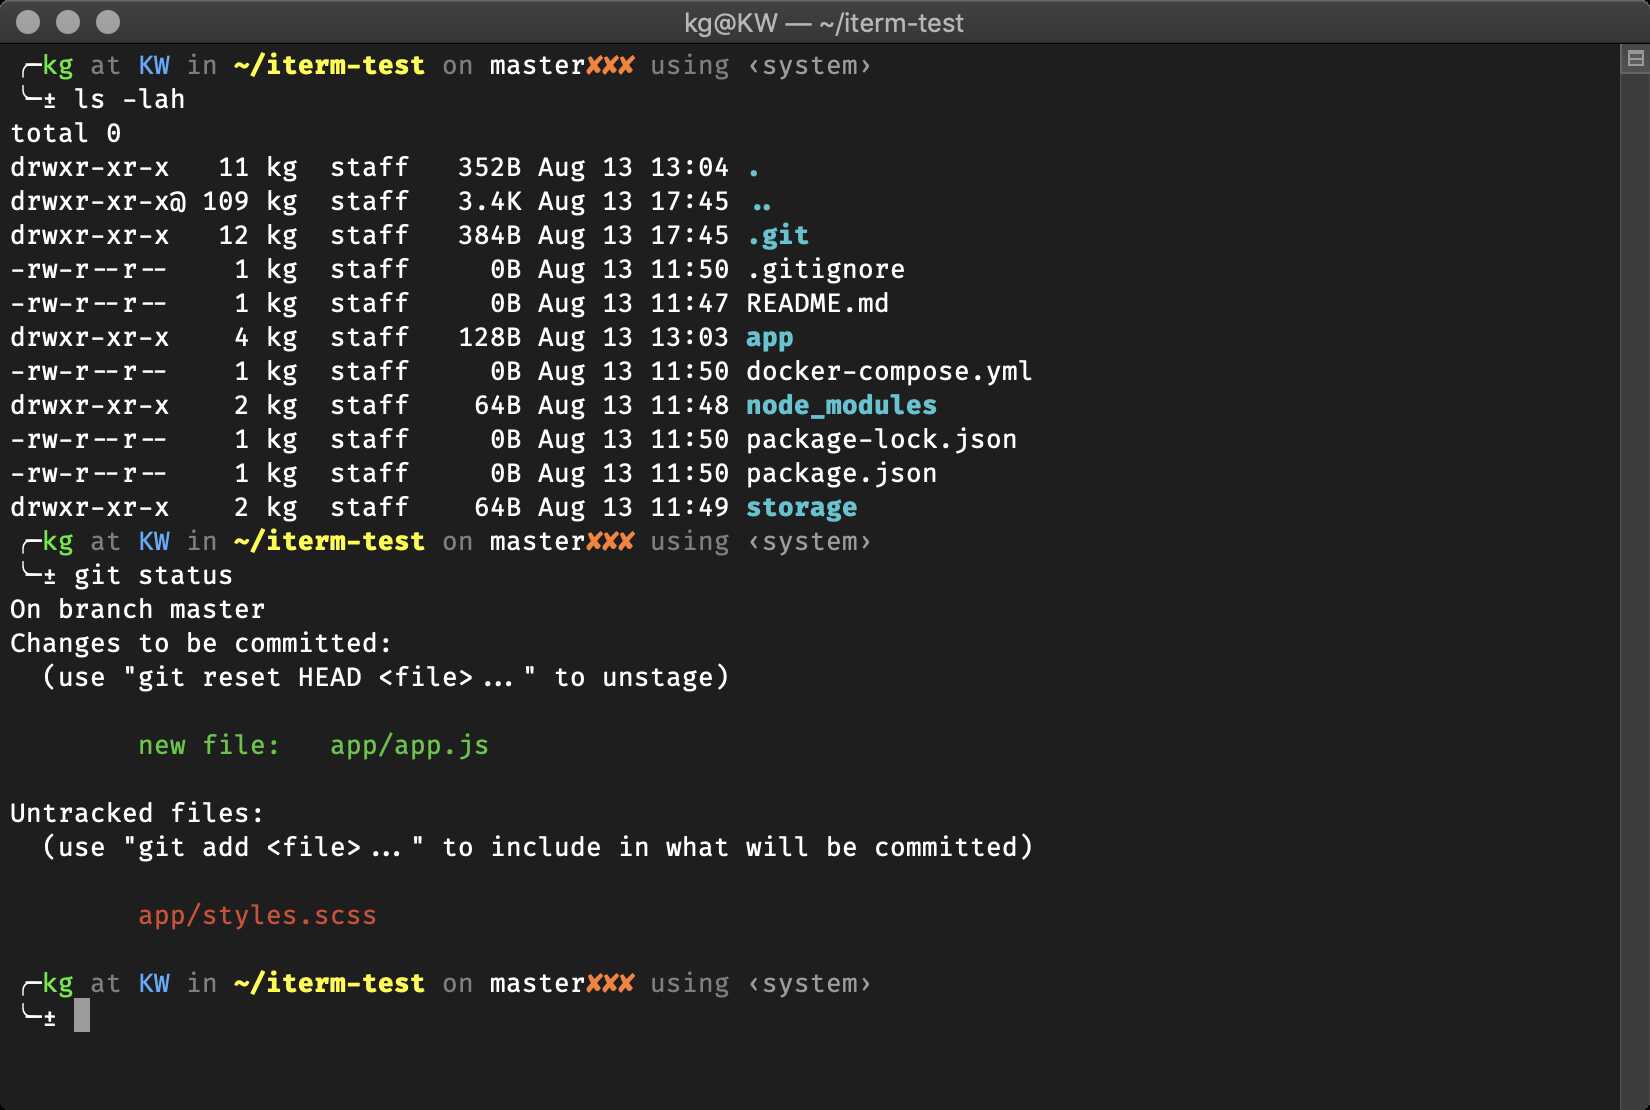 kg@KW — ~/iterm-test
╭─kg at KW in ~/iterm-test on master✘✘✘ using ‹system›
╰─± ls -lah
total 0
drwxr-xr-x   11 kg  staff   352B Aug 13 13:04 .
drwxr-xr-x@ 109 kg  staff   3.4K Aug 13 17:45 ..
drwxr-xr-x   12 kg  staff   384B Aug 13 17:45 .git
-rw-r--r--    1 kg  staff     0B Aug 13 11:50 .gitignore
-rw-r--r--    1 kg  staff     0B Aug 13 11:47 README.md
drwxr-xr-x    4 kg  staff   128B Aug 13 13:03 app
-rw-r--r--    1 kg  staff     0B Aug 13 11:50 docker-compose.yml
drwxr-xr-x    2 kg  staff    64B Aug 13 11:48 node_modules
-rw-r--r--    1 kg  staff     0B Aug 13 11:50 package-lock.json
-rw-r--r--    1 kg  staff     0B Aug 13 11:50 package.json
drwxr-xr-x    2 kg  staff    64B Aug 13 11:49 storage
╭─kg at KW in ~/iterm-test on master✘✘✘ using ‹system›
╰─± git status
On branch master
Changes to be committed:
  (use "git reset HEAD <file>..." to unstage)
        new file:   app/app.js
Untracked files:
  (use "git add <file>..." to include in what will be committed)
        app/styles.scss
╭─kg at KW in ~/iterm-test on master✘✘✘ using ‹system›
╰─±